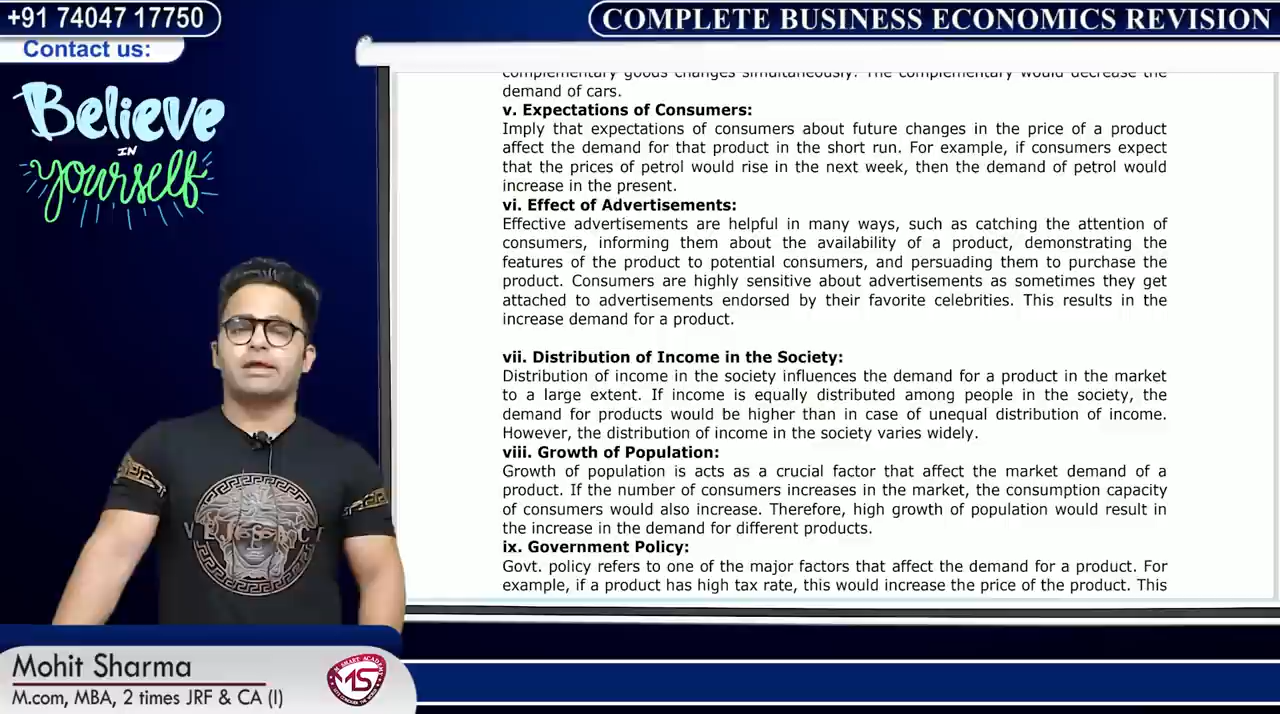 +91 74047 17750
Contact us:
COMPLETE BUSINESS ECONOMICS REVISION
Believe
IN
yourself
complementary goods changes simultaneously. The complementary would decrease the
demand of cars.
v. Expectations of Consumers:
Imply that expectations of consumers about future changes in the price of a product
affect the demand for that product in the short run. For example, if consumers expect
that the prices of petrol would rise in the next week, then the demand of petrol would
increase in the present.
vi. Effect of Advertisements:
Effective advertisements are helpful in many ways, such as catching the attention of
consumers, informing them about the availability of a product, demonstrating the
features of the product to potential consumers, and persuading them to purchase the
product. Consumers are highly sensitive about advertisements as sometimes they get
attached to advertisements endorsed by their favorite celebrities. This results in the
increase demand for a product.
vii. Distribution of Income in the Society:
Distribution of income in the society influences the demand for a product in the market
to a large extent. If income is equally distributed among people in the society, the
demand for products would be higher than in case of unequal distribution of income.
However, the distribution of income in the society varies widely.
viii. Growth of Population:
Growth of population is acts as a crucial factor that affect the market demand of a
product. If the number of consumers increases in the market, the consumption capacity
of consumers would also increase. Therefore, high growth of population would result in
the increase in the demand for different products.
ix. Government Policy:
Govt. policy refers to one of the major factors that affect the demand for a product. For
example, if a product has high tax rate, this would increase the price of the product. This
Mohit Sharma
M.com, MBA, 2 times JRF & CA (I)
MS